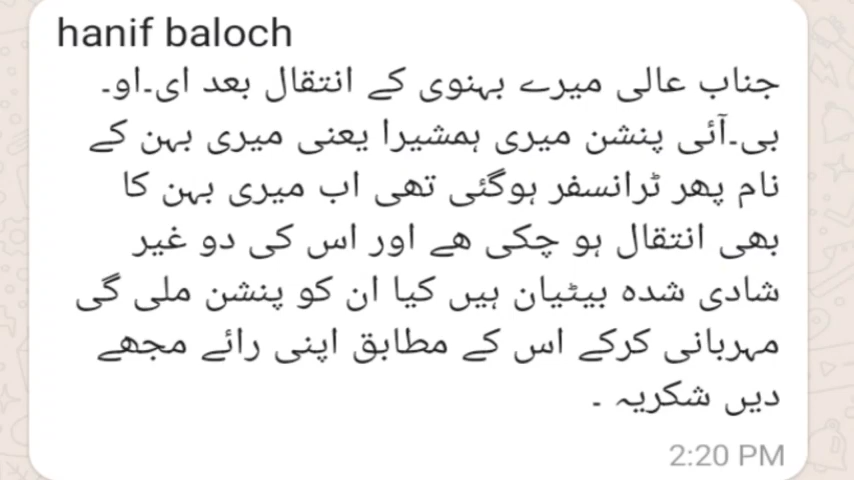 hanif baloch
جناب عالی میرے بہنوی کے انتقال بعد ای۔او۔
بی۔آئی پنشن میری ہمشیرا یعنی میری بہن کے
نام پھر ٹرانسفر ہوگئی تھی اب میری بہن کا
بھی انتقال ہو چکی ھے اور اس کی دو غیر
شادی شدہ بیٹیان ہیں کیا ان کو پنشن ملی گی
مہربانی کرکے اس کے مطابق اپنی رائے مجھے
دیں شکریہ ۔
2:20 PM